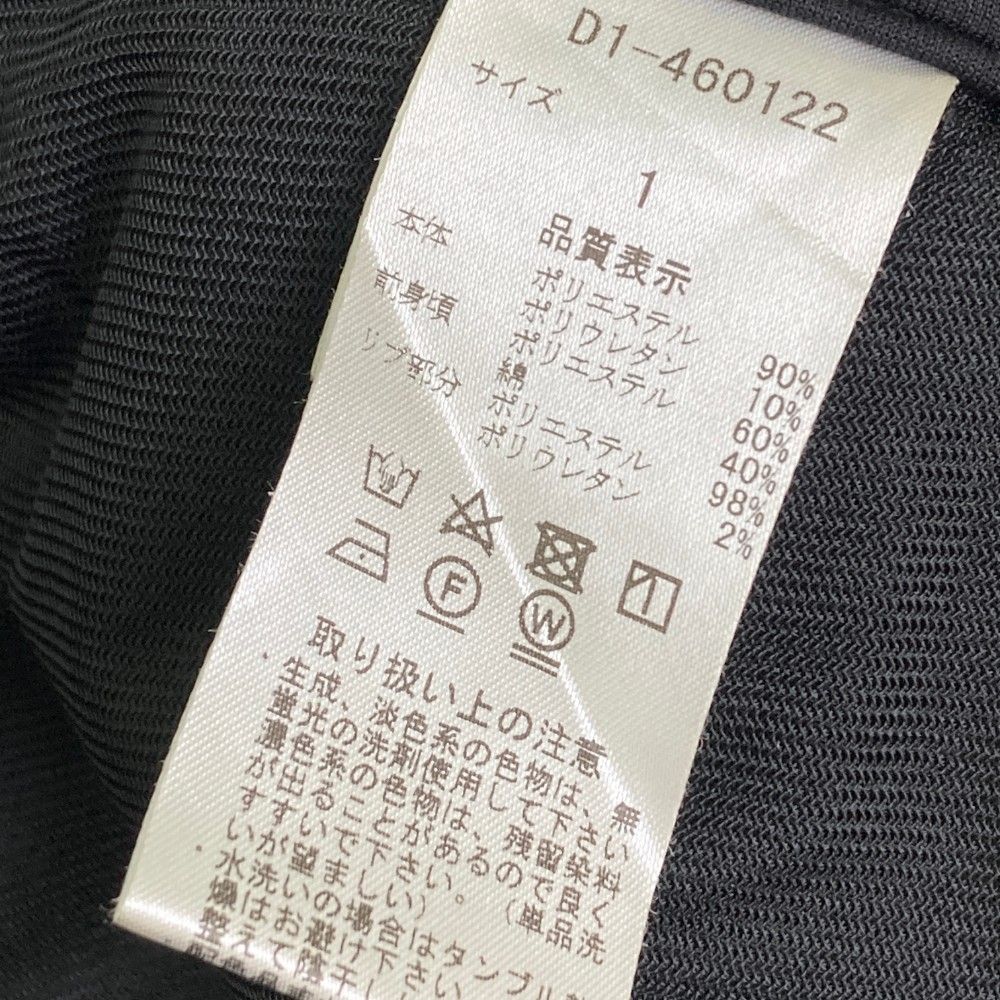 D1-460122
サイズ
1
品質表示
本体 ポリエステル 90%
ポリウレタン 10%
前身頃 ポリエステル 60%
綿 40%
リブ部分 ポリエステル 98%
ポリウレタン 2%
F
W
取り扱い上の注意
・生成、淡色系の色物は、無
蛍光の洗剤使用して下さい
濃色系の色物は、残留染料
が出ることがあるので良く
すすいで下さい。(単品洗
いが望ましい)
・水洗いの場合はタンブル
はお避け下さい
整えて陰干し